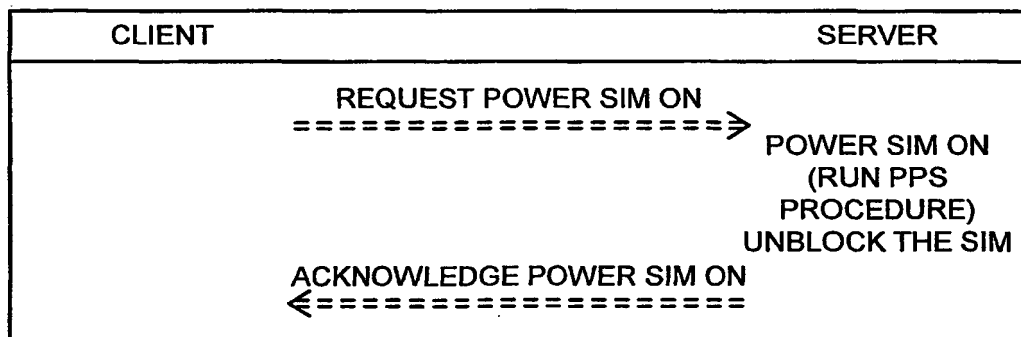 CLIENT SERVER
REQUEST POWER SIM ON
POWER SIM ON
(RUN PPS
PROCEDURE)
UNBLOCK THE SIM
ACKNOWLEDGE POWER SIM ON